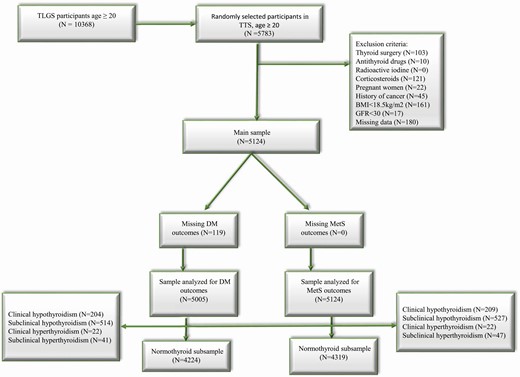 TLGS participants age ≥ 20
(N = 10368)
Randomly selected participants in
TTS, age ≥ 20
(N =5783)
Exclusion criteria:
Thyroid surgery (N=103)
Antithyroid drugs (N=10)
Radioactive iodine (N=0)
Corticosteroids (N=121)
Pregnant women (N=22)
History of cancer (N=45)
BMI<18.5kg/m2 (N=161)
GFR<30 (N=17)
Missing data (N=180)
Main sample
(N=5124)
Missing DM
outcomes (N=119)
Missing MetS
outcomes (N=0)
Sample analyzed for DM
outcomes
(N=5005)
Sample analyzed for
MetS outcomes
(N=5124)
Clinical hypothyroidism (N=204)
Subclinical hypothyroidism (N=514)
Clinical hyperthyroidism (N=22)
Subclinical hyperthyroidism (N=41)
Clinical hypothyroidism (N=209)
Subclinical hypothyroidism (N=527)
Clinical hyperthyroidism (N=22)
Subclinical hyperthyroidism (N=47)
Normothyroid subsample
(N=4224)
Normothyroid subsample
(N=4319)